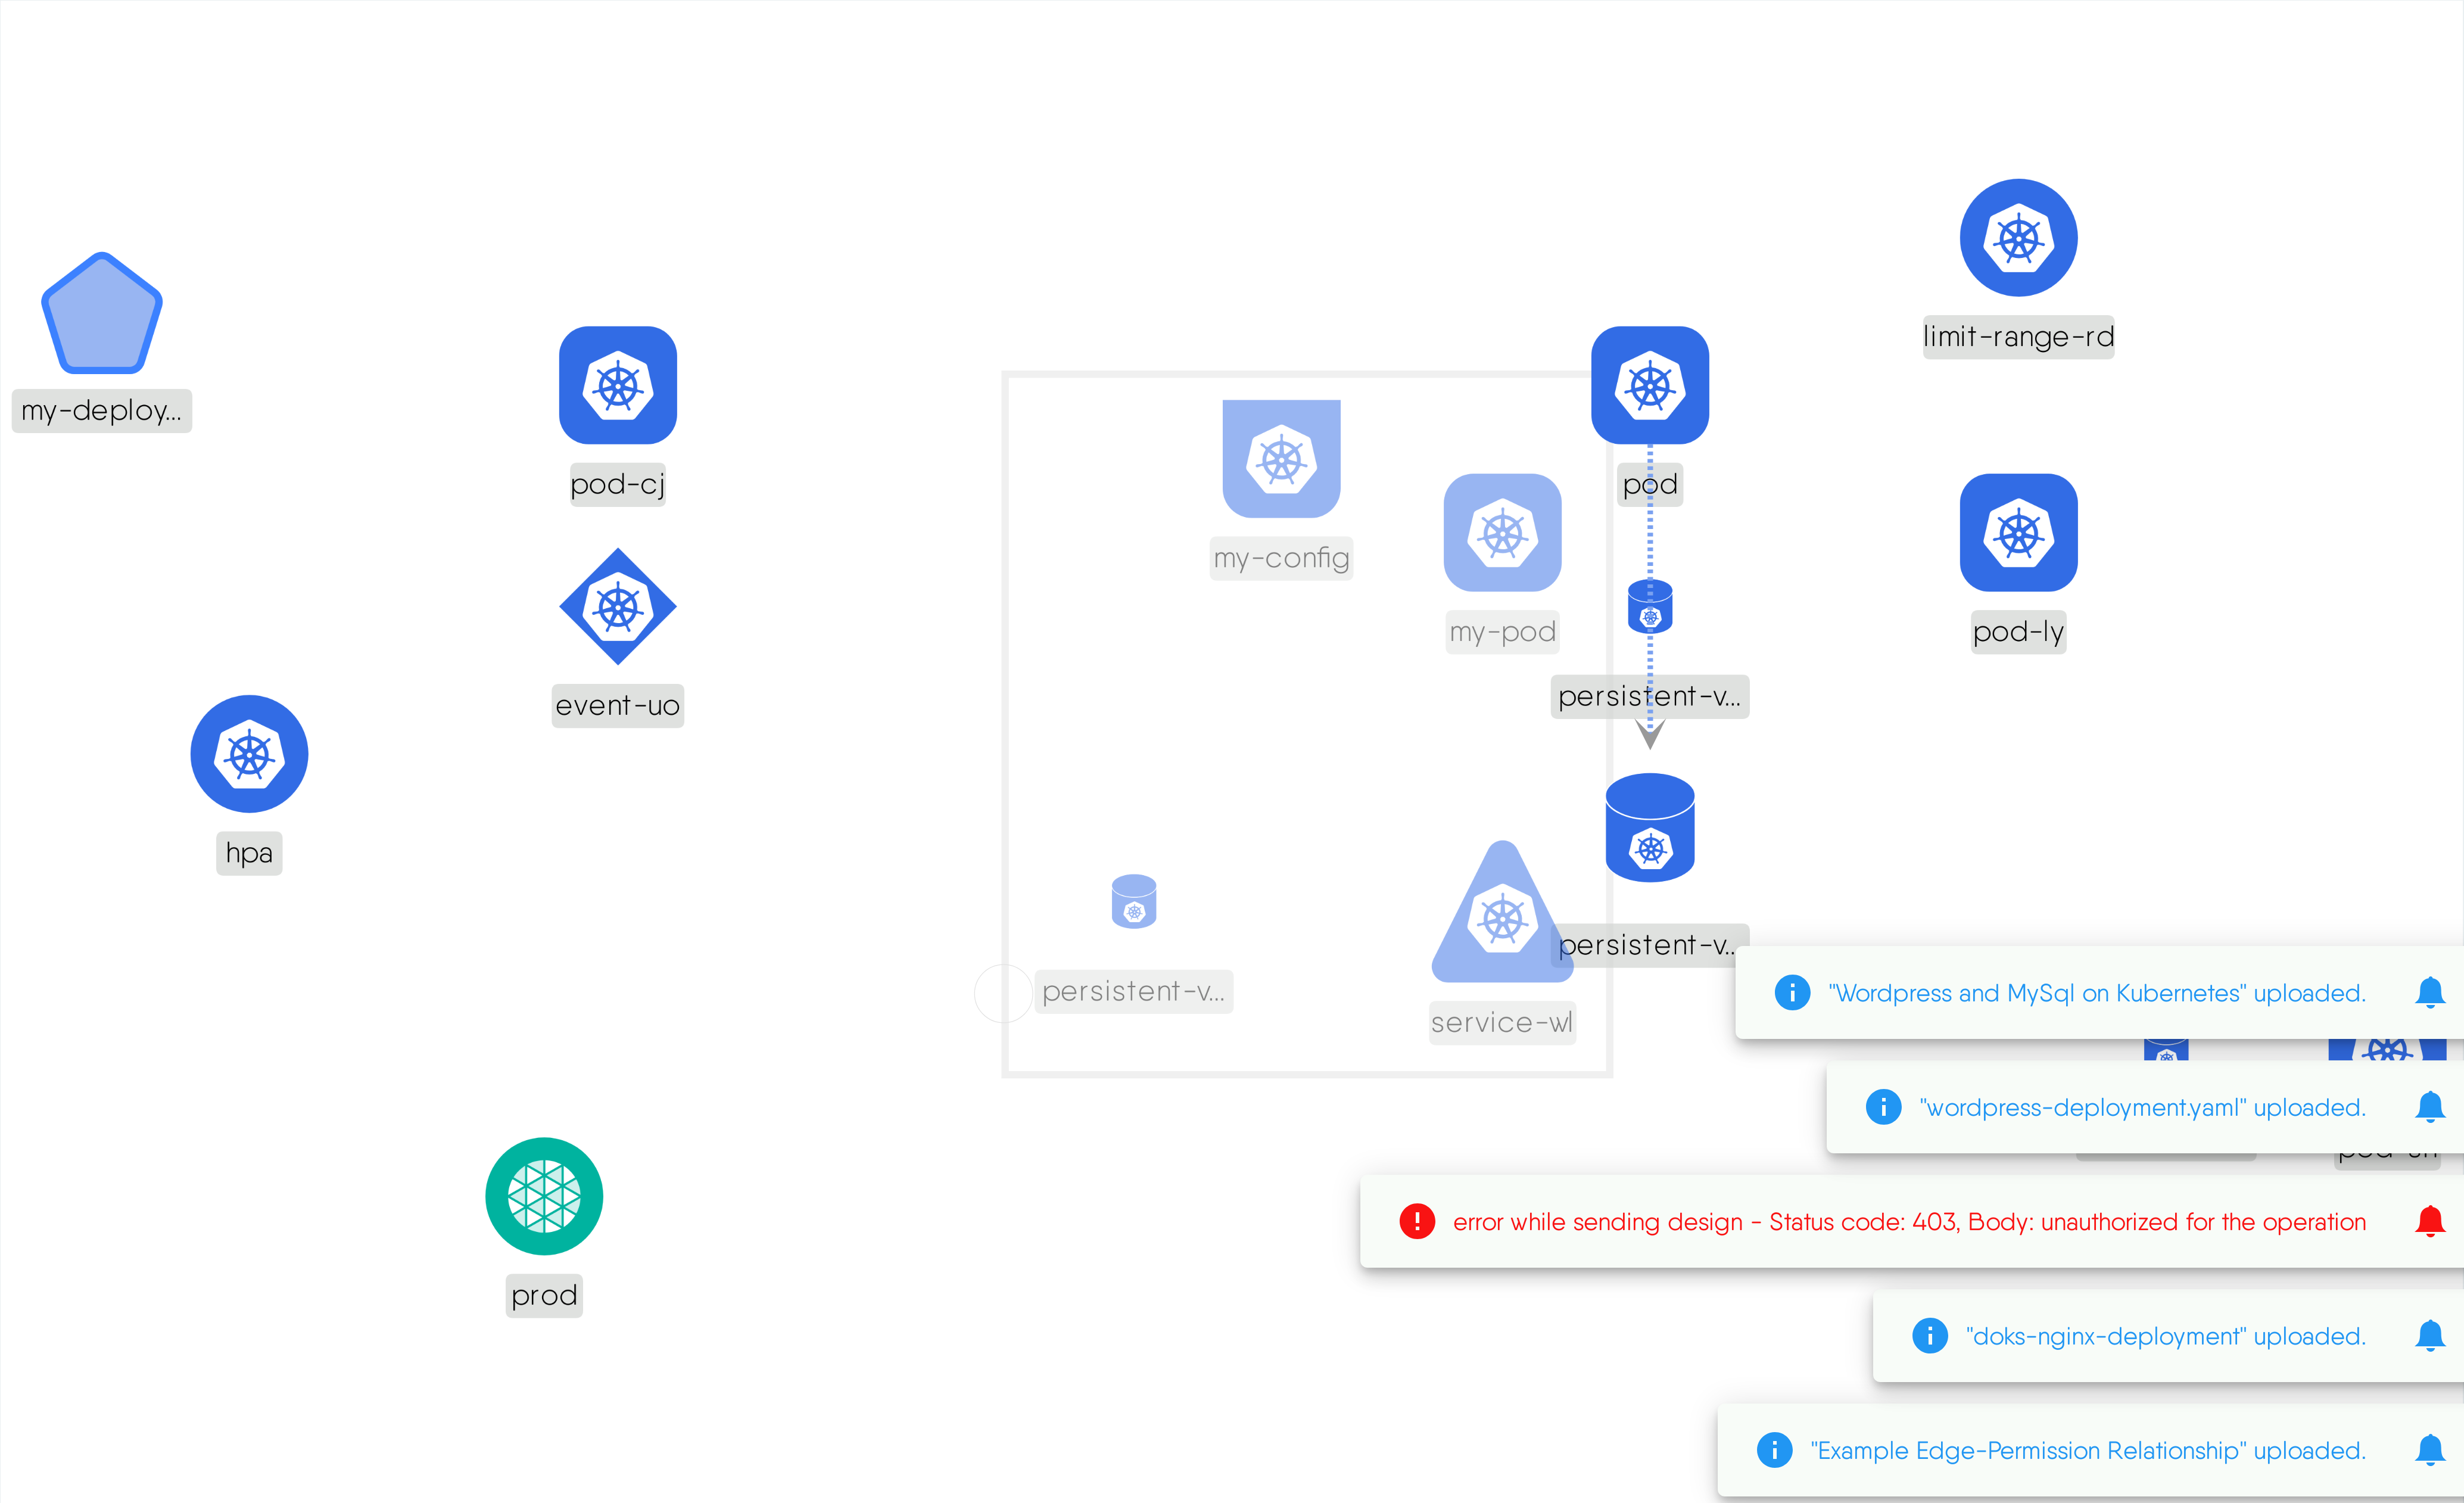 limit-range-rd
my-deploy...
pod-cj
pod
my-config
my-pod
pod-ly
persistent-v...
event-uo
hpa
persistent-v...
persistent-v...
service-wl
"Wordpress and MySql on Kubernetes" uploaded.
"wordpress-deployment.yaml" uploaded.
error while sending design - Status code: 403, Body: unauthorized for the operation
prod
"doks-nginx-deployment" uploaded.
"Example Edge-Permission Relationship" uploaded.